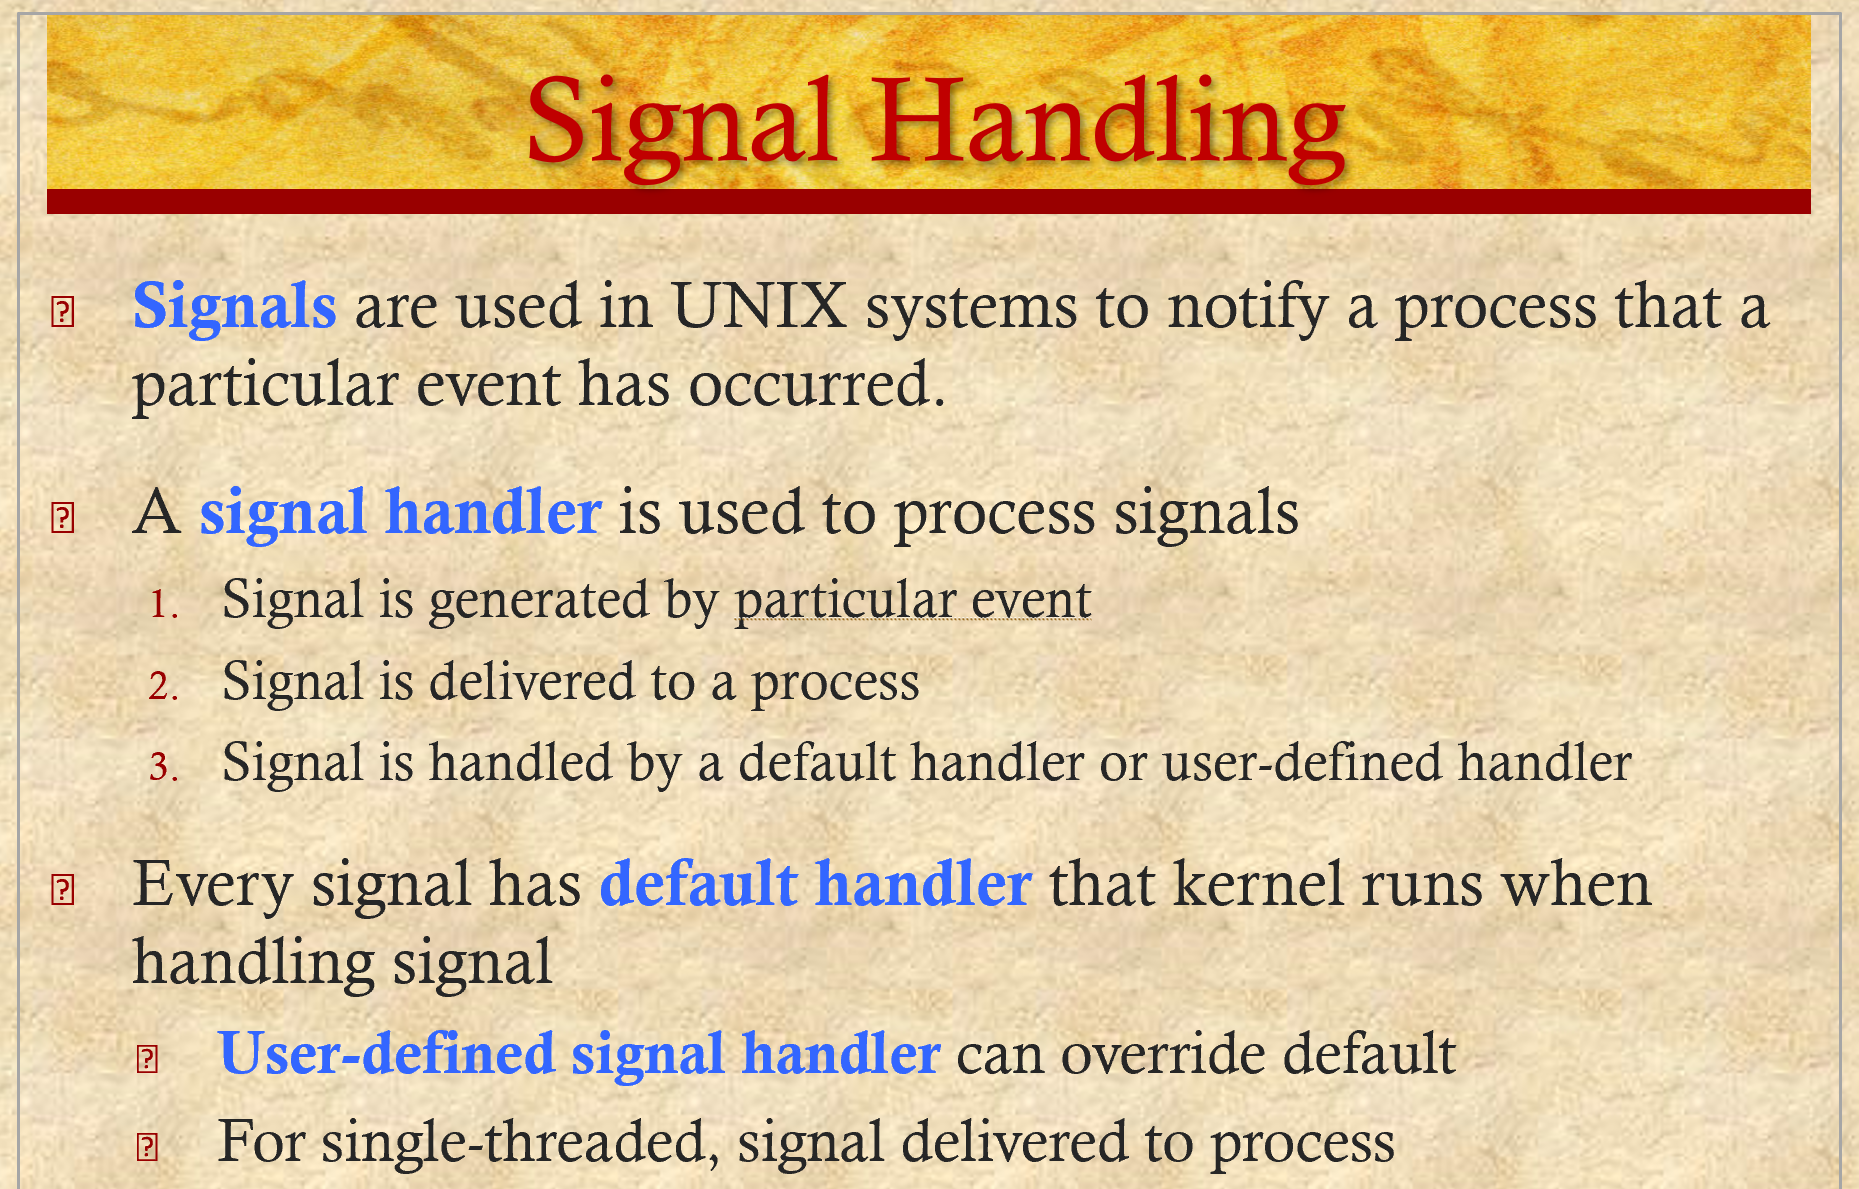 Signal Handling
Signals are used in UNIX systems to notify a process that a
particular event has occurred.
A signal handler is used to process signals
1. Signal is generated by particular event
2. Signal is delivered to a process
3. Signal is handled by a default handler or user-defined handler
Every signal has default handler that kernel runs when
handling signal
User-defined signal handler can override default
For single-threaded, signal delivered to process